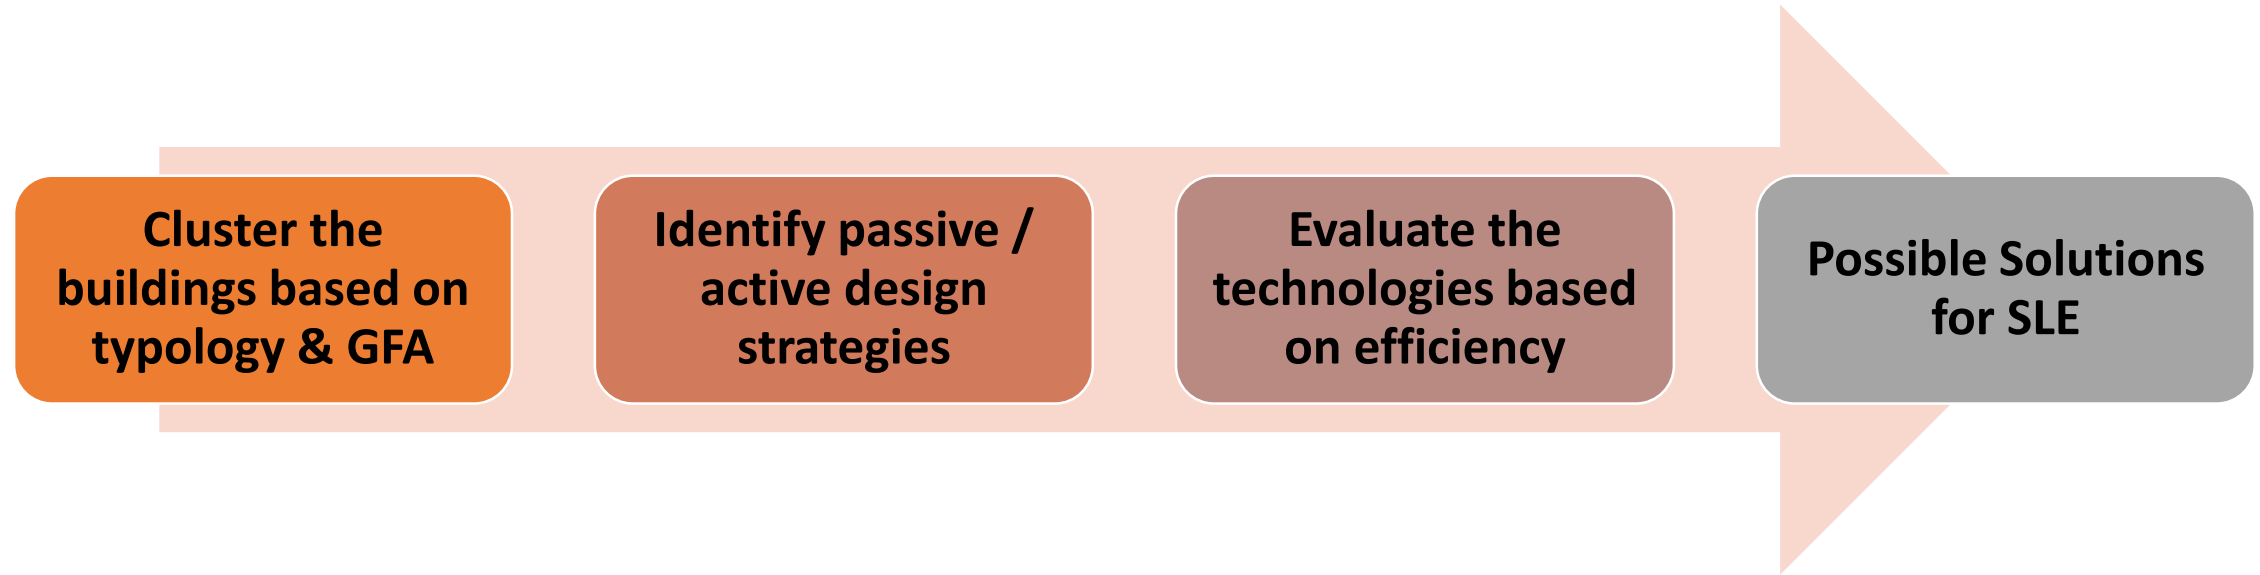 Cluster the
buildings based on
typology & GFA
Identify passive /
active design
strategies
Evaluate the
technologies based
on efficiency
Possible Solutions
for SLE